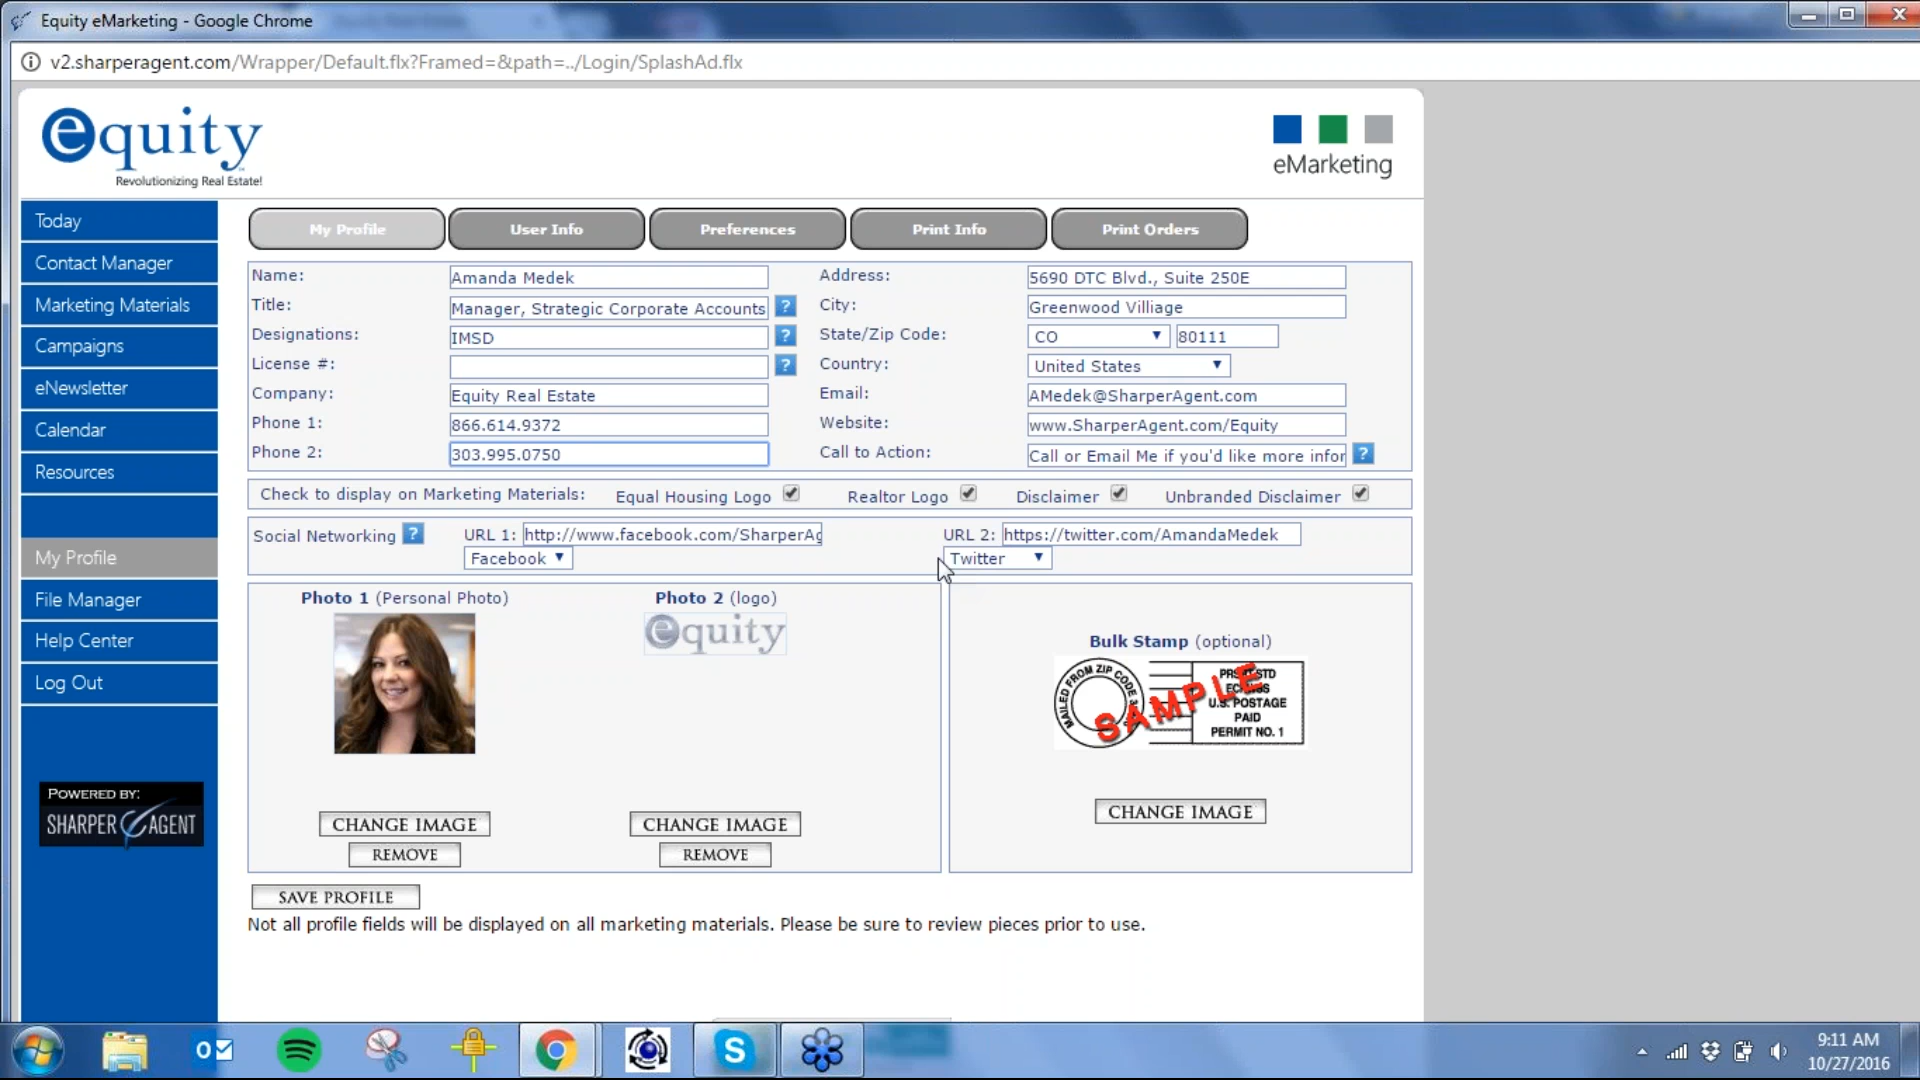 Equity eMarketing - Google Chrome
v2.sharperagent.com/Wrapper/Default.flx?Framed=&path=../Login/SplashAd.flx
equity
Revolutionizing Real Estate!
eMarketing
Today
Contact Manager
Marketing Materials
Campaigns
eNewsletter
Calendar
Resources
My Profile
File Manager
Help Center
Log Out
POWERED BY:
SHARPER AGENT
My Profile User Info Preferences Print Info Print Orders
Name: Amanda Medek Address: 5690 DTC Blvd., Suite 250E
Title: Manager, Strategic Corporate Accounts ? City: Greenwood Villiage
Designations: IMSD ? State/Zip Code: CO 80111
License #: ? Country: United States
Company: Equity Real Estate Email: AMedek@SharperAgent.com
Phone 1: 866.614.9372 Website: www.SharperAgent.com/Equity
Phone 2: 303.995.0750 Call to Action: Call or Email Me if you'd like more infor ?
Check to display on Marketing Materials: Equal Housing Logo Realtor Logo Disclaimer Unbranded Disclaimer
Social Networking ? URL 1: http://www.facebook.com/SharperAg URL 2: https://twitter.com/AmandaMedek
Facebook Twitter
Photo 1 (Personal Photo) Photo 2 (logo)
equity
Bulk Stamp (optional)
MAILED FROM ZIP CODE
PRSRT STD
U.S. POSTAGE
PAID
PERMIT NO. 1
SAMPLE
CHANGE IMAGE CHANGE IMAGE CHANGE IMAGE
REMOVE REMOVE
SAVE PROFILE
Not all profile fields will be displayed on all marketing materials. Please be sure to review pieces prior to use.
9:11 AM
10/27/2016